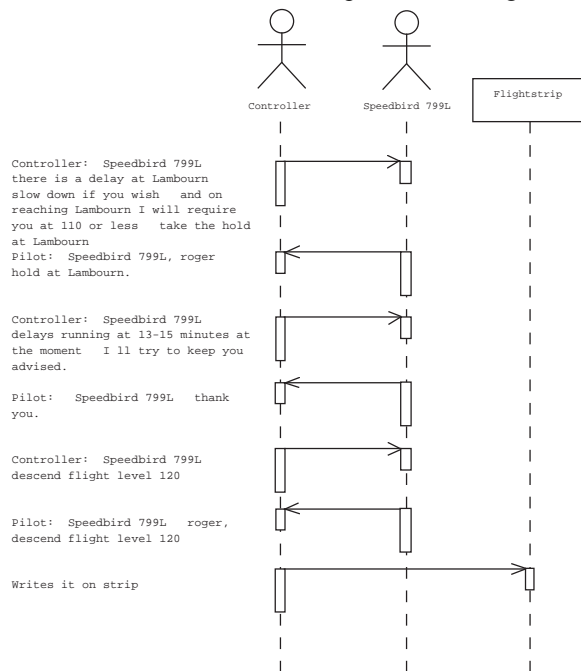 Controller
Speedbird 799L
Flightstrip
Controller: Speedbird 799L
there is a delay at Lambourn
slow down if you wish and on
reaching Lambourn I will require
you at 110 or less take the hold
at Lambourn
Pilot: Speedbird 799L, roger
hold at Lambourn.
Controller: Speedbird 799L
delays running at 13-15 minutes at
the moment I ll try to keep you
advised.
Pilot: Speedbird 799L thank
you.
Controller: Speedbird 799L
descend flight level 120
Pilot: Speedbird 799L roger,
descend flight level 120
Writes it on strip